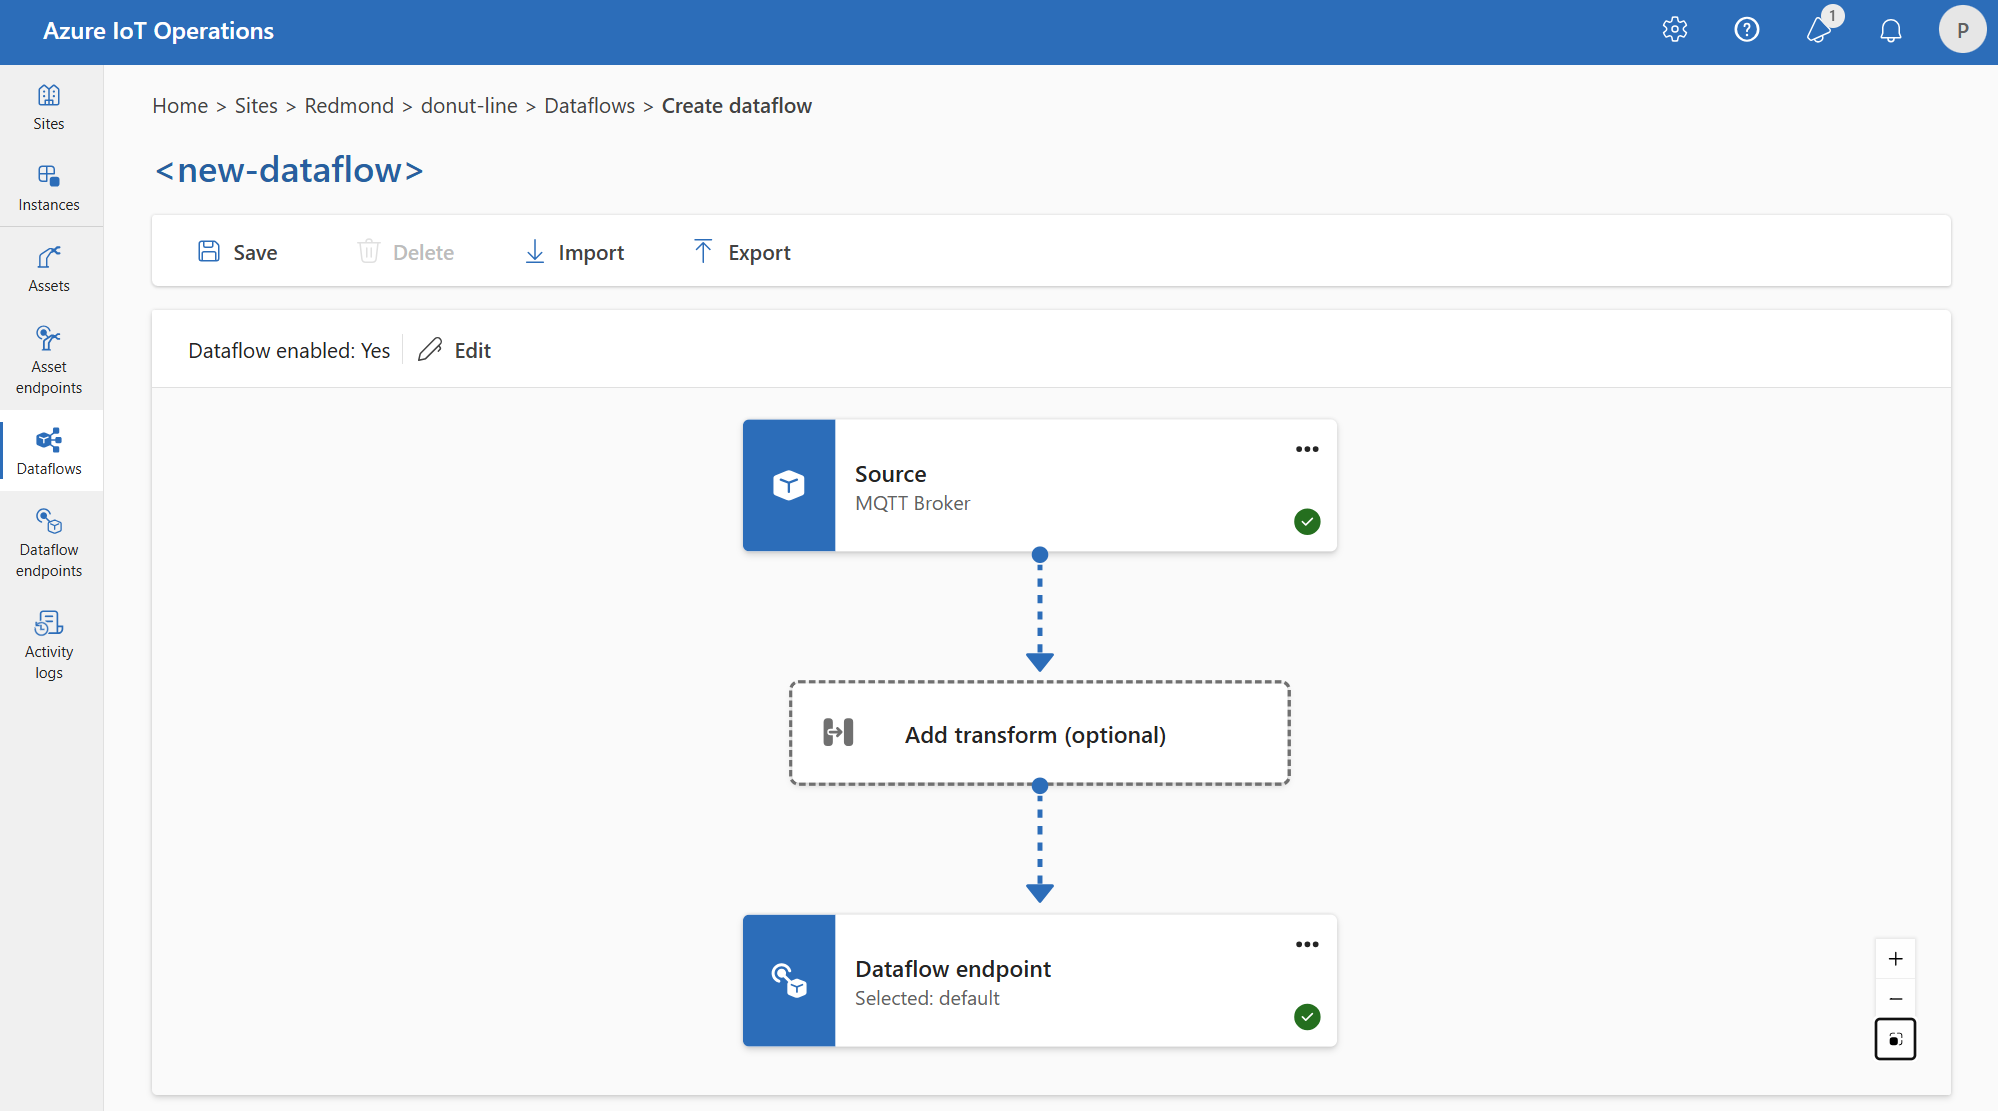 Azure IoT Operations
1
P
Sites
Instances
Assets
Asset
endpoints
Dataflows
Dataflow
endpoints
Activity
logs
Home > Sites > Redmond > donut-line > Dataflows > Create dataflow
<new-dataflow>
Save Delete Import Export
Dataflow enabled: Yes Edit
Source
MQTT Broker
Add transform (optional)
Dataflow endpoint
Selected: default